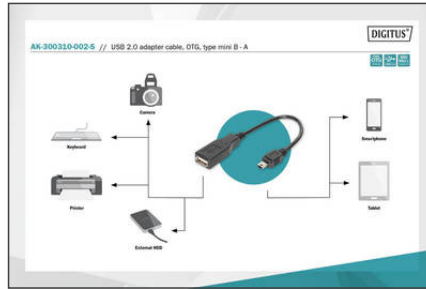 DIGITUS
AK-300310-002-S // USB 2.0 adapter cable, OTG, type mini B - A
Camera
Keyboard
Smartphone
Printer
Tablet
External HDD